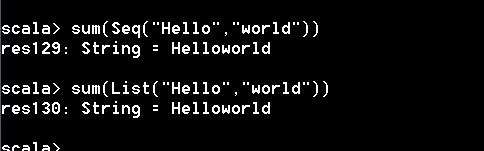 scala> sum(Seq("Hello","world"))
res129: String = Helloworld
scala> sum(List("Hello","world"))
res130: String = Helloworld
scala>